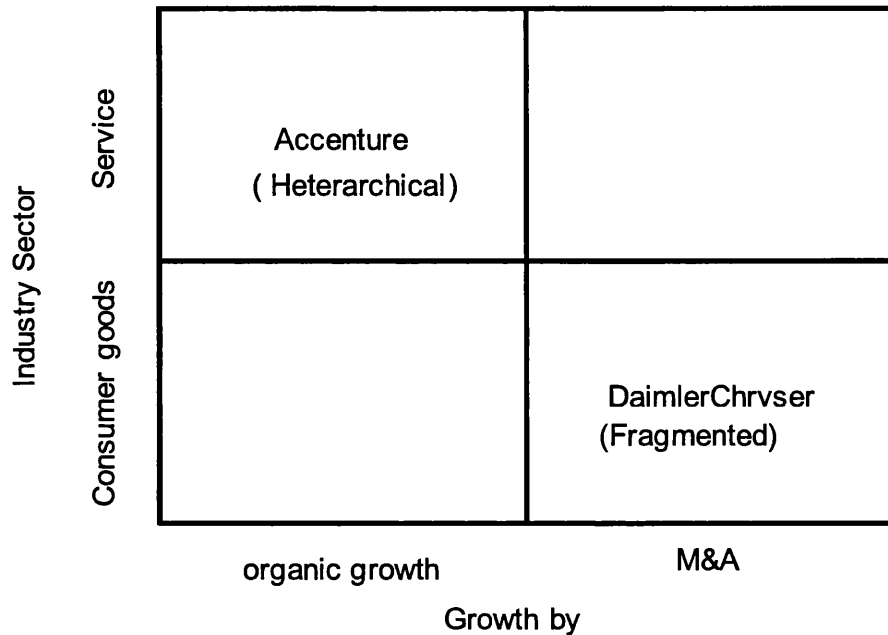 Industry Sector
Service
Consumer goods
Accenture
( Heterarchical)
DaimlerChrvser
(Fragmented)
organic growth
M&A
Growth by